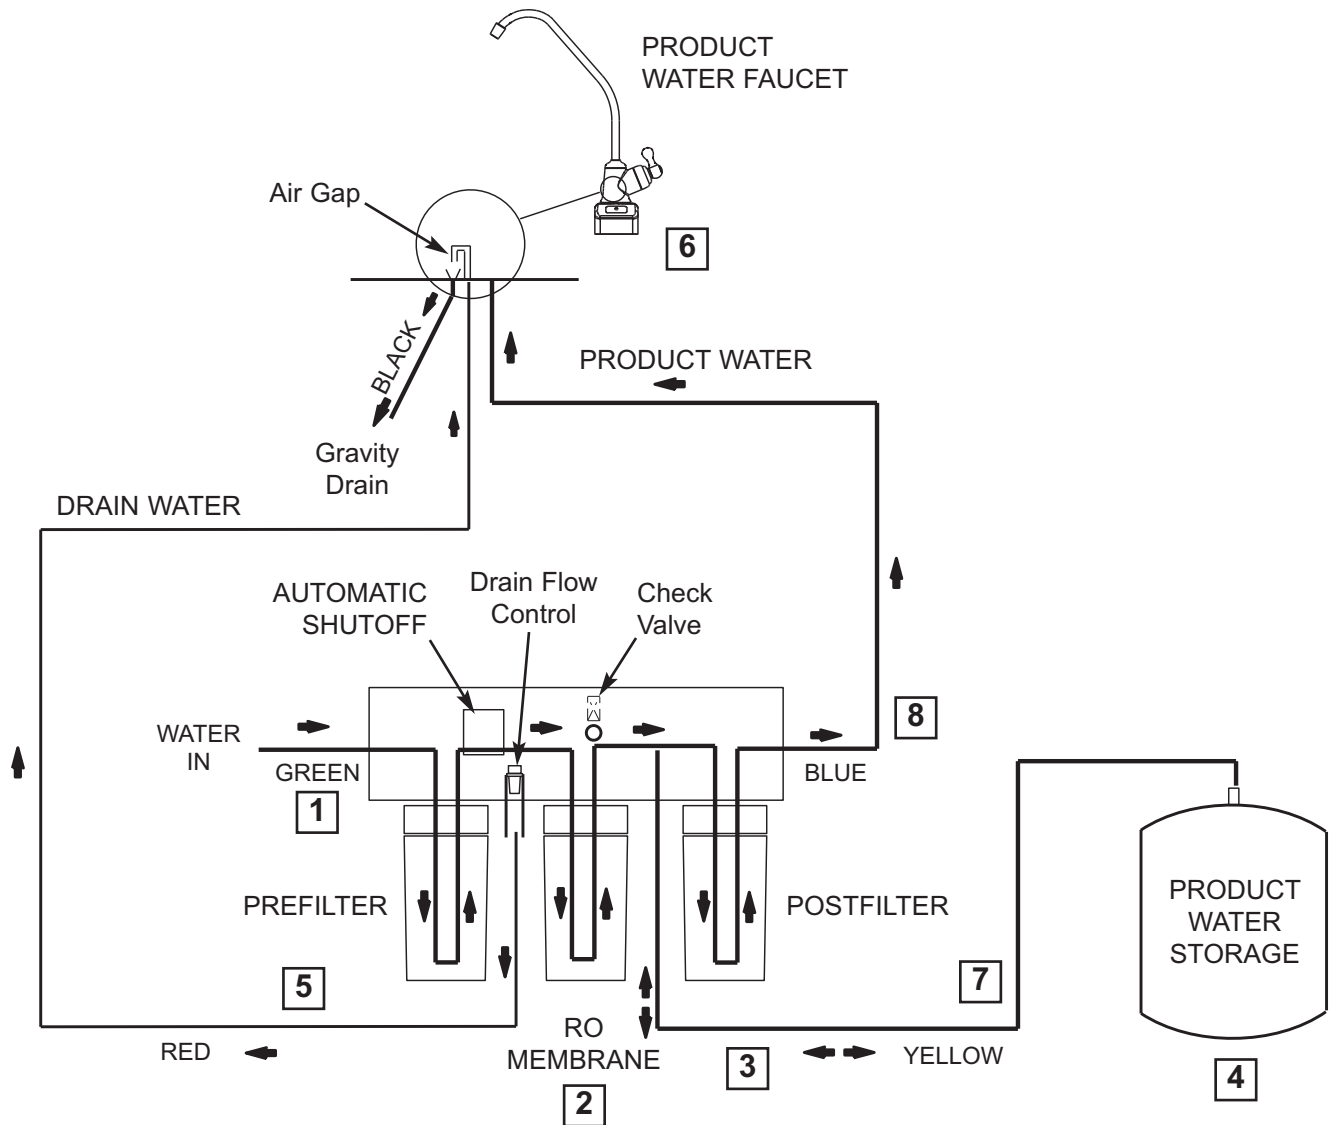 PRODUCT
WATER FAUCET
Air Gap
6
BLACK
PRODUCT WATER
Gravity
Drain
DRAIN WATER
AUTOMATIC
SHUTOFF
Drain Flow
Control
Check
Valve
8
WATER
IN
GREEN
BLUE
1
PREFILTER
POSTFILTER
PRODUCT
WATER
STORAGE
5
7
RED
RO
MEMBRANE
2
3
YELLOW
4